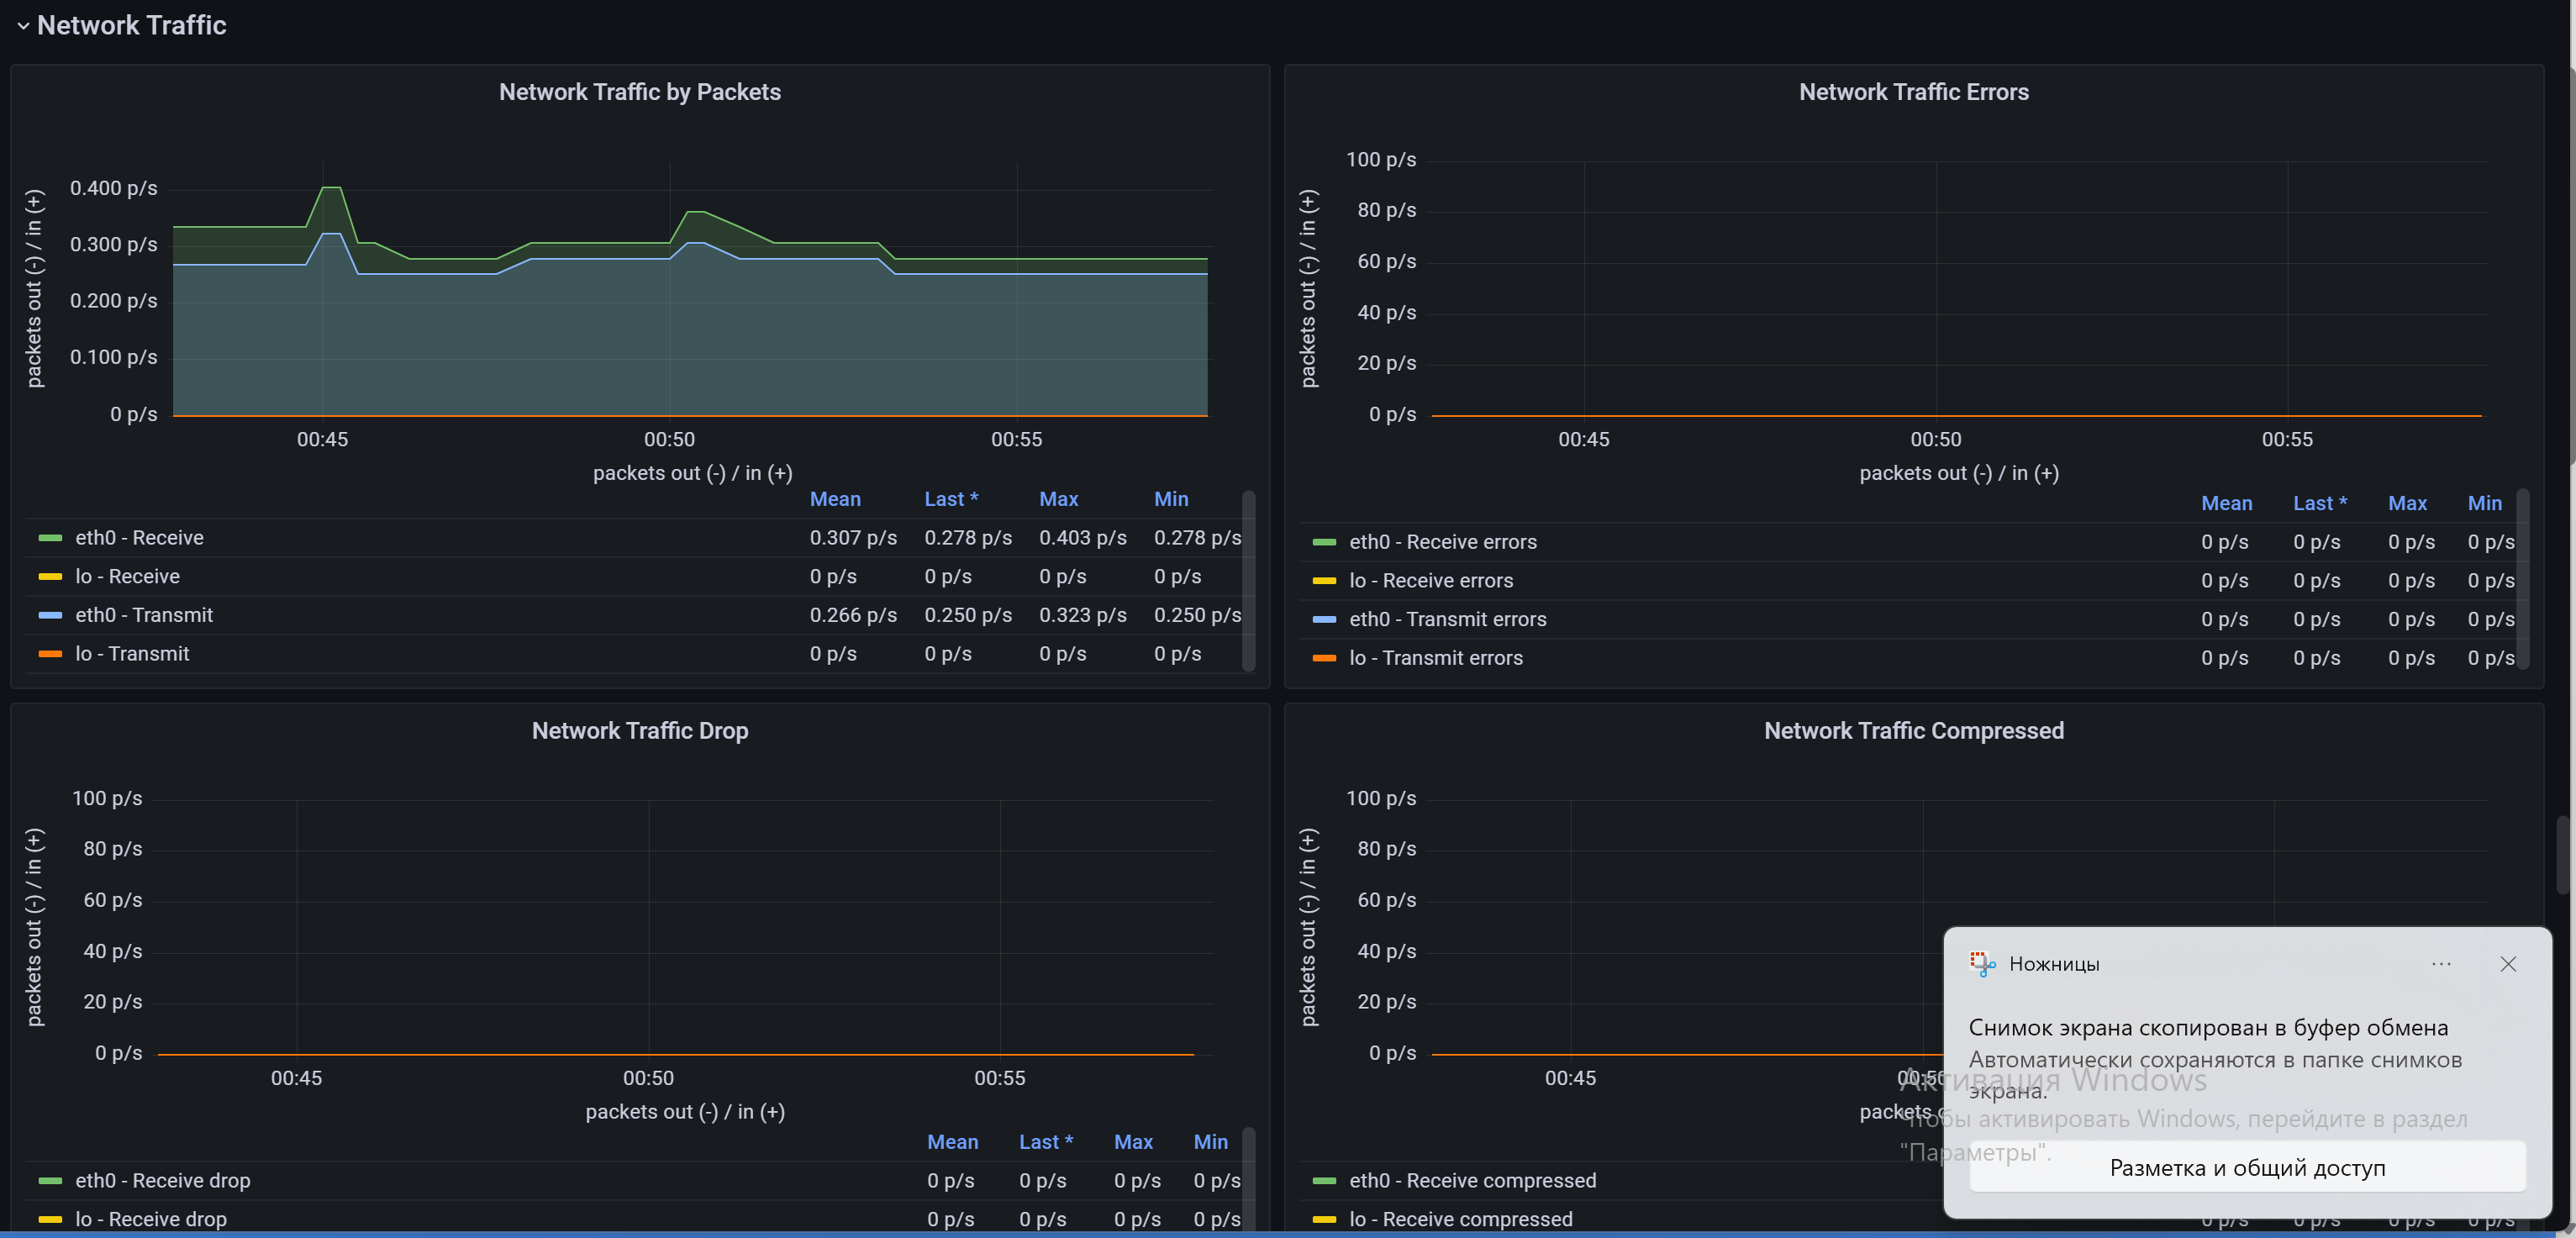 Network Traffic
Network Traffic by Packets
packets out (-) / in (+)
0.400 p/s
0.300 p/s
0.200 p/s
0.100 p/s
0 p/s
00:45 00:50 00:55
packets out (-) / in (+)
Mean Last * Max Min
eth0 - Receive 0.307 p/s 0.278 p/s 0.403 p/s 0.278 p/s
lo - Receive 0 p/s 0 p/s 0 p/s 0 p/s
eth0 - Transmit 0.266 p/s 0.250 p/s 0.323 p/s 0.250 p/s
lo - Transmit 0 p/s 0 p/s 0 p/s 0 p/s
Network Traffic Errors
packets out (-) / in (+)
100 p/s
80 p/s
60 p/s
40 p/s
20 p/s
0 p/s
00:45 00:50 00:55
packets out (-) / in (+)
Mean Last * Max Min
eth0 - Receive errors 0 p/s 0 p/s 0 p/s 0 p/s
lo - Receive errors 0 p/s 0 p/s 0 p/s 0 p/s
eth0 - Transmit errors 0 p/s 0 p/s 0 p/s 0 p/s
lo - Transmit errors 0 p/s 0 p/s 0 p/s 0 p/s
Network Traffic Drop
packets out (-) / in (+)
100 p/s
80 p/s
60 p/s
40 p/s
20 p/s
0 p/s
00:45 00:50 00:55
packets out (-) / in (+)
Mean Last * Max Min
eth0 - Receive drop 0 p/s 0 p/s 0 p/s 0 p/s
lo - Receive drop 0 p/s 0 p/s 0 p/s 0 p/s
Network Traffic Compressed
packets out (-) / in (+)
100 p/s
80 p/s
60 p/s
40 p/s
20 p/s
0 p/s
00:45 00:50
packets
eth0 - Receive compressed
lo - Receive compressed 0 p/s 0 p/s 0 p/s 0 p/s
Ножницы
Снимок экрана скопирован в буфер обмена
Автоматически сохраняются в папке снимков
экрана.
Разметка и общий доступ
Активация Windows
Чтобы активировать Windows, перейдите в раздел
"Параметры".